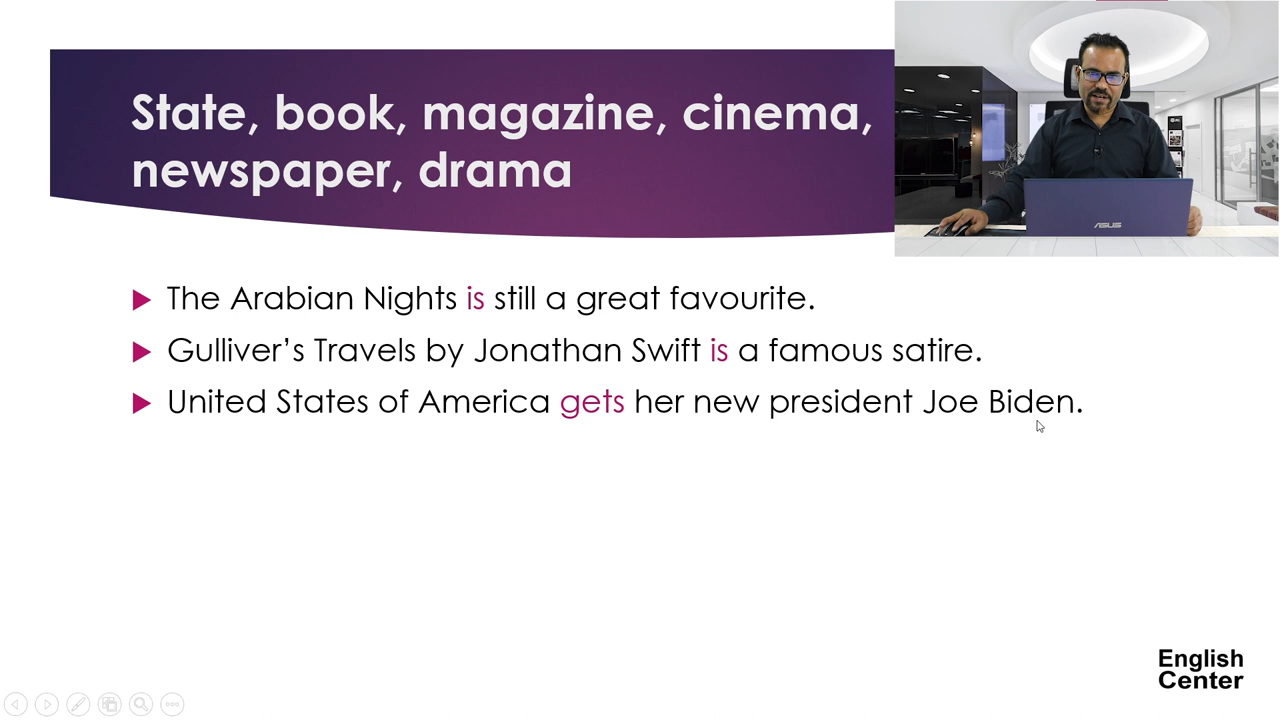 State, book, magazine, cinema,
newspaper, drama
The Arabian Nights is still a great favourite.
Gulliver’s Travels by Jonathan Swift is a famous satire.
United States of America gets her new president Joe Biden.
ASUS
English
Center